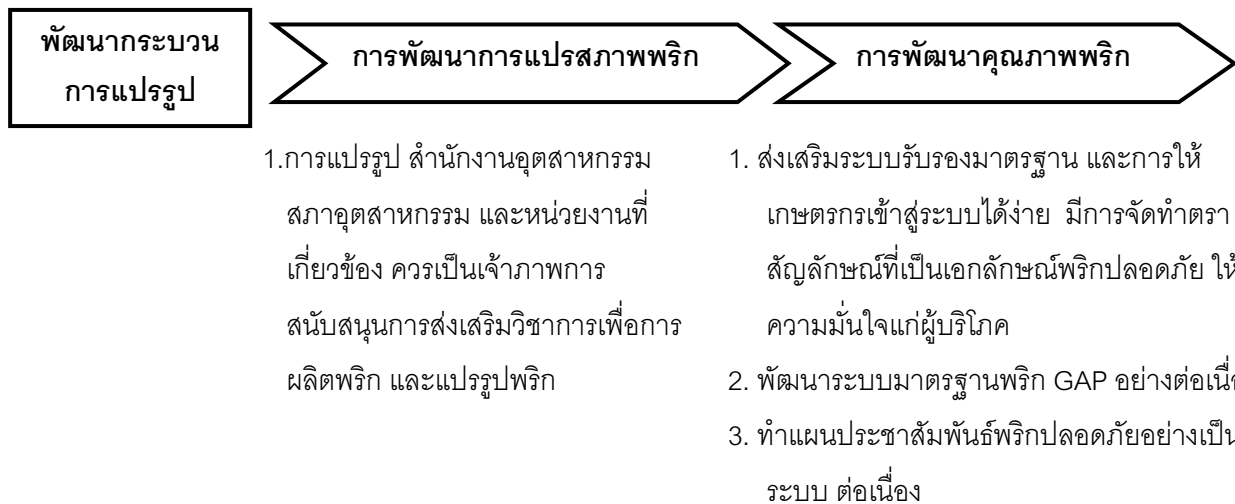 พัฒนากระบวน
การแปรรูป
การพัฒนาการแปรสภาพพริก
การพัฒนาคุณภาพพริก
1.การแปรรูป สำนักงานอุตสาหกรรม
สภาอุตสาหกรรม และหน่วยงานที่
เกี่ยวข้อง ควรเป็นเจ้าภาพการ
สนับสนุนการส่งเสริมวิชาการเพื่อการ
ผลิตพริก และแปรรูปพริก
1. ส่งเสริมระบบรับรองมาตรฐาน และการให้
เกษตรกรเข้าสู่ระบบได้ง่าย มีการจัดทำตรา
สัญลักษณ์ที่เป็นเอกลักษณ์พริกปลอดภัย ให้
ความมั่นใจแก่ผู้บริโภค
2. พัฒนาระบบมาตรฐานพริก GAP อย่างต่อเนื่
3. ทำแผนประชาสัมพันธ์พริกปลอดภัยอย่างเป็น
ระบบ ต่อเนื่อง